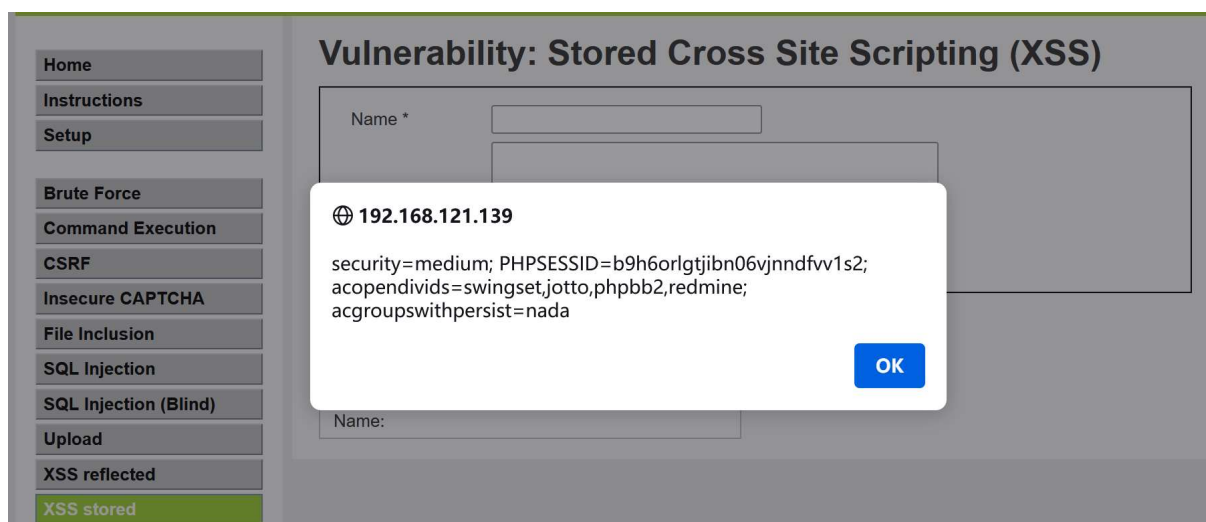 Vulnerability: Stored Cross Site Scripting (XSS)
Home
Instructions
Setup
Brute Force
Command Execution
CSRF
Insecure CAPTCHA
File Inclusion
SQL Injection
SQL Injection (Blind)
Upload
XSS reflected
XSS stored
Name *
192.168.121.139
security=medium; PHPSESSID=b9h6orlgtjibn06vjnndfvv1s2;
acopendivids=swingset,jotto,phpbb2,redmine;
acgroupswithpersist=nada
OK
Name: